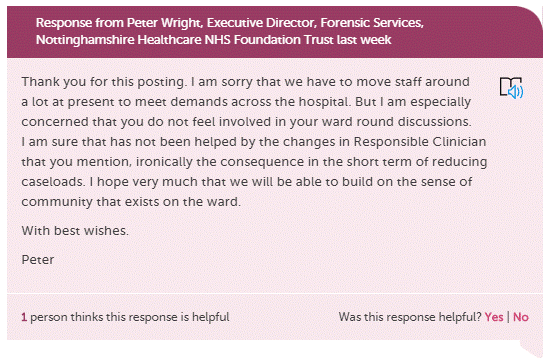 Response from Peter Wright, Executive Director, Forensic Services,
Nottinghamshire Healthcare NHS Foundation Trust last week
Thank you for this posting. I am sorry that we have to move staff around
a lot at present to meet demands across the hospital. But I am especially
concerned that you do not feel involved in your ward round discussions.
I am sure that has not been helped by the changes in Responsible Clinician
that you mention, ironically the consequence in the short term of reducing
caseloads. I hope very much that we will be able to build on the sense of
community that exists on the ward.
With best wishes.
Peter
1 person thinks this response is helpful
Was this response helpful? Yes | No